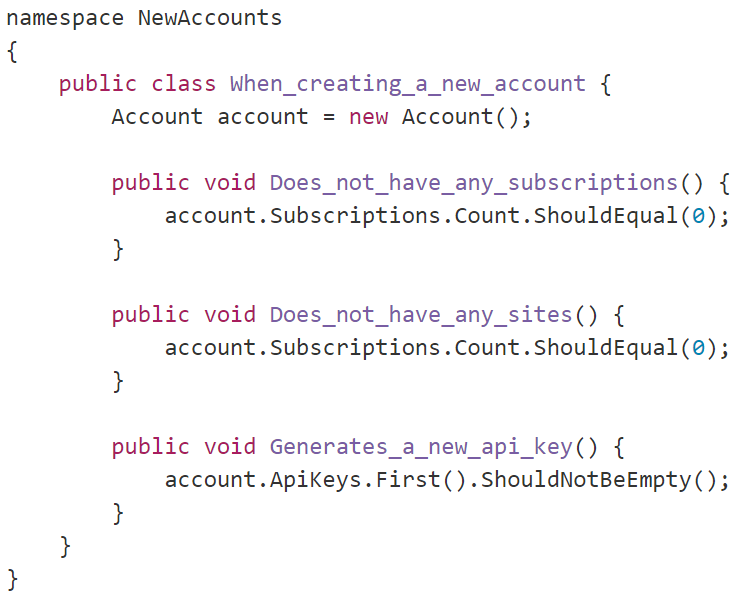 namespace NewAccounts
{
    public class When_creating_a_new_account {
        Account account = new Account();

        public void Does_not_have_any_subscriptions() {
            account.Subscriptions.Count.ShouldEqual(0);
        }

        public void Does_not_have_any_sites() {
            account.Subscriptions.Count.ShouldEqual(0);
        }

        public void Generates_a_new_api_key() {
            account.ApiKeys.First().ShouldNotBeEmpty();
        }
    }
}